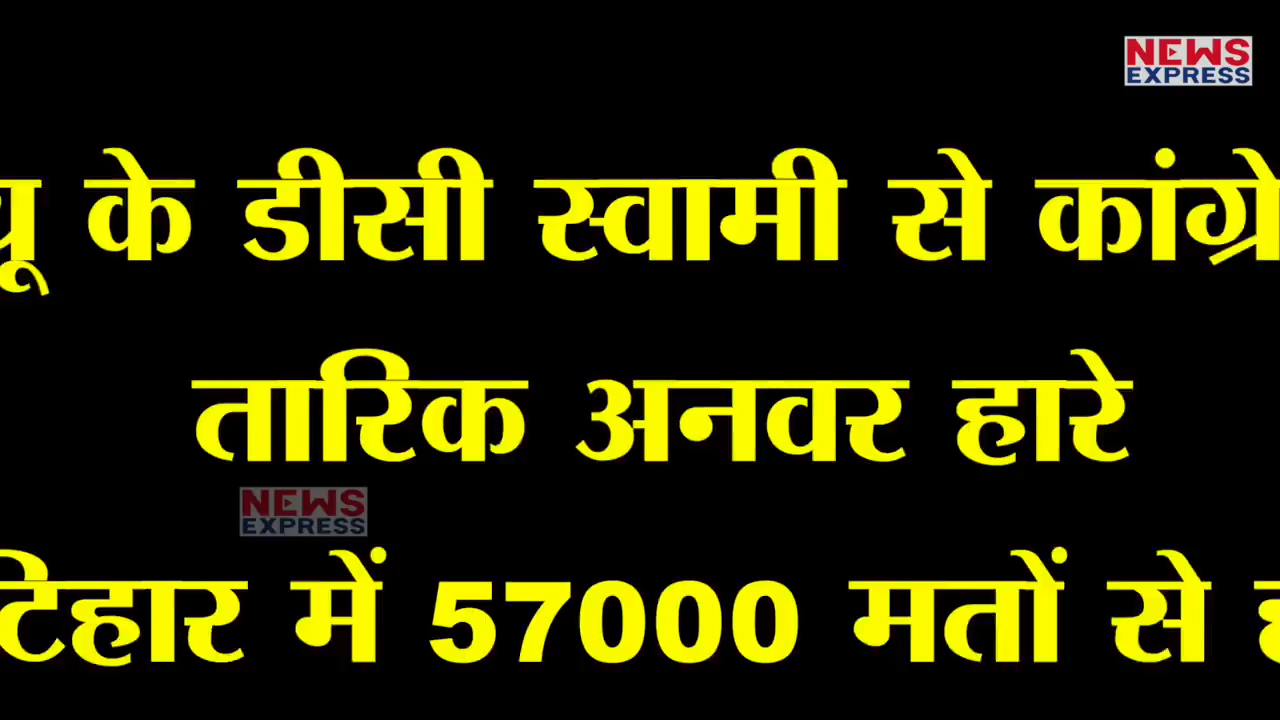 NEWS
EXPRESS
के डीसी स्वामी से
तारिक अनवर हारे
NEWS
EXPRESS
में 57000 मतों से